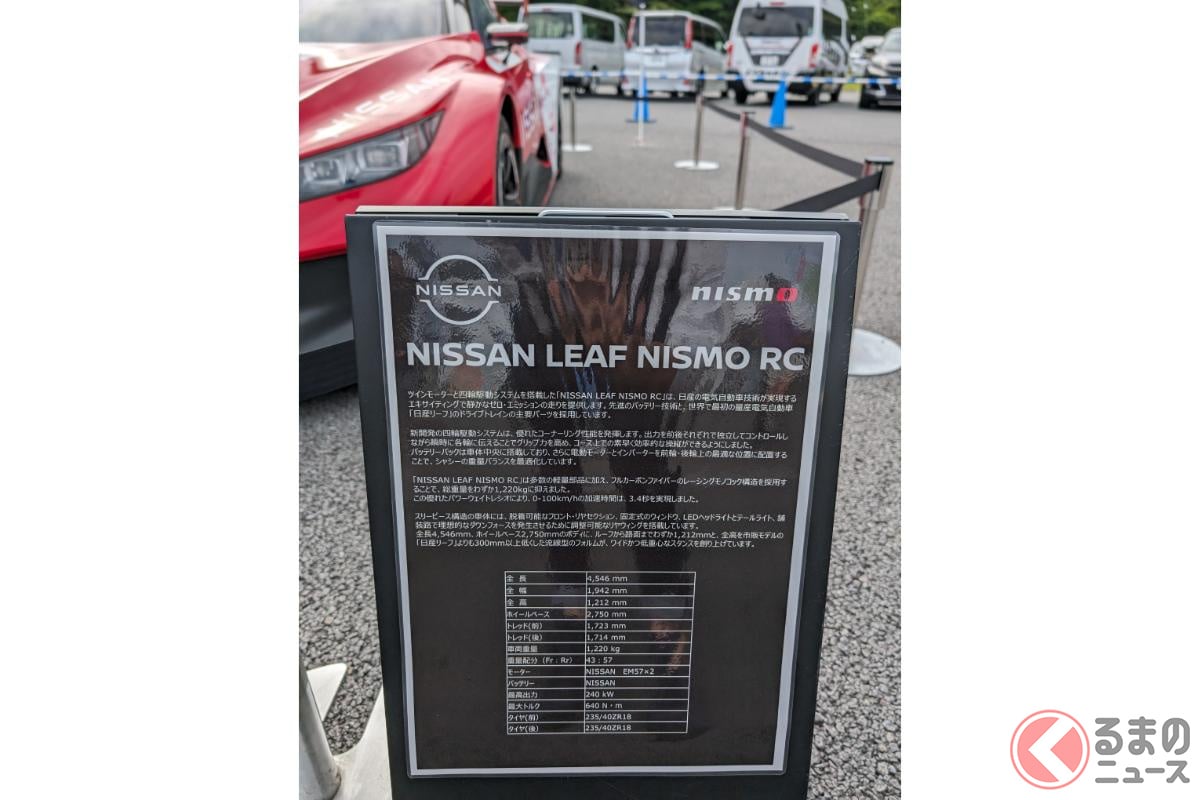 NISSAN
NISSAN
nismo
NISSAN LEAF NISMO RC
ツインモーターと四輪駆動システムを搭載した「NISSAN LEAF NISMO RC」は、日産の電気自動車技術が実現する
エキサイティングで静かなゼロ・エミッションの走りを提供します。先進のバッテリー技術と、世界で最初の量産電気自動車
「日産リーフ」のドライブトレインの主要パーツを採用しています。
新開発の四輪駆動システムは、優れたコーナーリング性能を発揮します。出力を前後それぞれで独立してコントロールし
ながら瞬時に各輪に伝えることでグリップ力を高め、コース上での素早く効率的な操縦ができるようにしました。
バッテリーパックは車体中央に搭載しており、さらに電動モーターとインバーターを前輪・後輪上の最適な位置に配置する
ことで、シャシーの重量バランスを最適化しています。
「NISSAN LEAF NISMO RC」は多数の軽量部品に加え、フルカーボンファイバーのレーシングモノコック構造を採用す
ることで、総重量をわずか1,220kgに抑えました。
この優れたパワーウェイトレシオにより、0-100km/hの加速時間は、3.4秒を実現しました。
スリーピース構造の車体には、脱着可能なフロント・リヤセクション、固定式のウィンドウ、LEDヘッドライトとテールライト、舗
装路で理想的なダウンフォースを発生させるために調整可能なリヤウィングを搭載しています。
全長4,546mm、ホイールベース2,750mmのボディに、ルーフから路面までわずか1,212mmと、全高を市販モデルの
「日産リーフ」よりも300mm以上低くした流線型のフォルムが、ワイドかつ低重心なスタンスを創り上げています。
全 長 4,546 mm
全 幅 1,942 mm
全 高 1,212 mm
ホイールベース 2,750 mm
トレッド(前) 1,723 mm
トレッド(後) 1,714 mm
車両重量 1,220 kg
重量配分（Fr：Rr） 43：57
モーター NISSAN EM57×2
バッテリー NISSAN
最高出力 240 kW
最大トルク 640 N・m
タイヤ(前) 235/40ZR18
タイヤ(後) 235/40ZR18
くるまの
ニュース